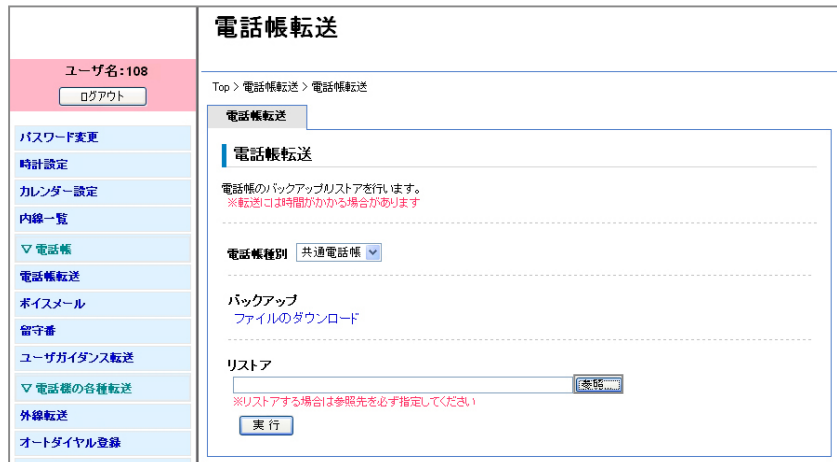 電話帳転送
ユーザ名:108
ログアウト
Top > 電話帳転送 > 電話帳転送
電話帳転送
パスワード変更
時計設定
カレンダー設定
内線一覧
▽ 電話帳
電話帳転送
ボイスメール
留守番
ユーザガイダンス転送
▽ 電話機の各種転送
外線転送
オートダイヤル登録
電話帳転送
電話帳のバックアップ/リストアを行います。
※転送には時間がかかる場合があります
電話帳種別 共通電話帳
バックアップ
ファイルのダウンロード
リストア
参照...
※リストアする場合は参照先を必ず指定してください
実行